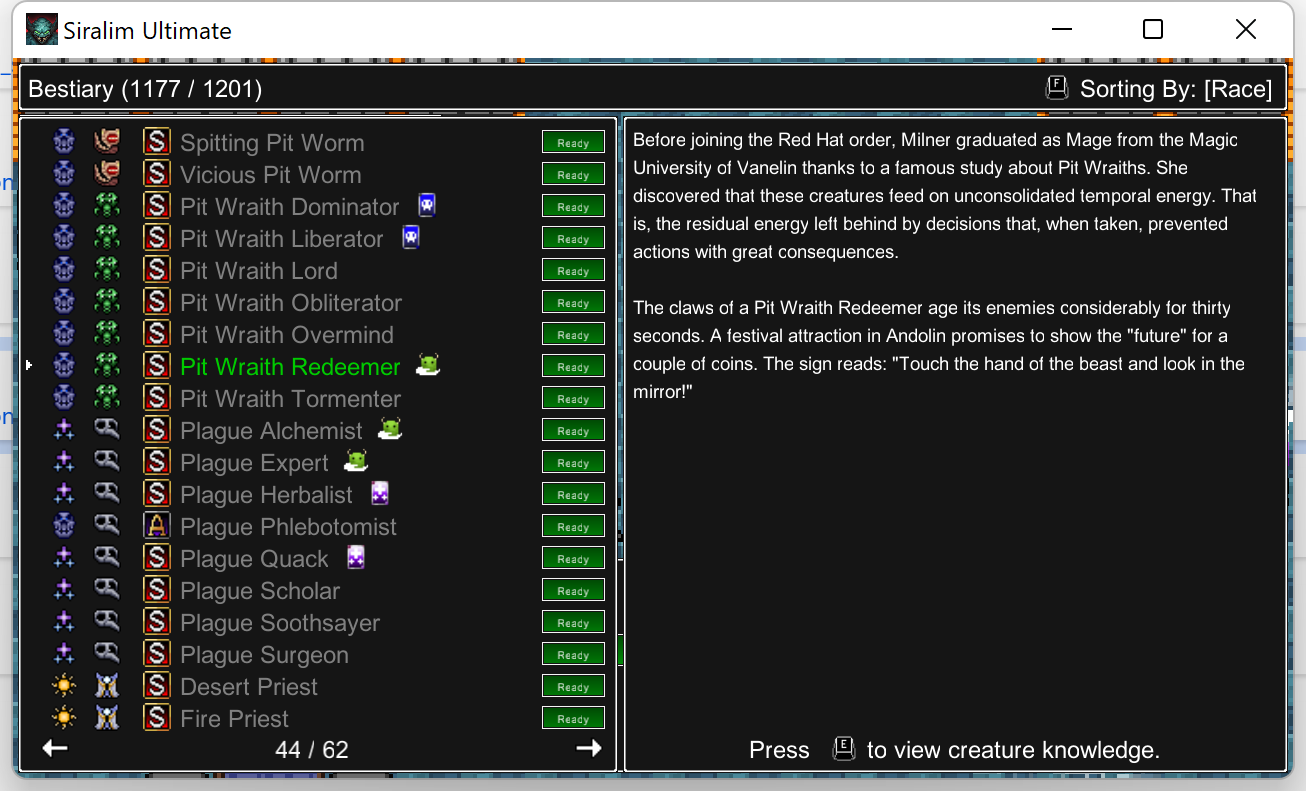 Siralim Ultimate
Bestiary (1177 / 1201)
F Sorting By: [Race]
S Spitting Pit Worm Ready
S Vicious Pit Worm Ready
S Pit Wraith Dominator Ready
S Pit Wraith Liberator Ready
S Pit Wraith Lord Ready
S Pit Wraith Obliterator Ready
S Pit Wraith Overmind Ready
S Pit Wraith Redeemer Ready
S Pit Wraith Tormenter Ready
S Plague Alchemist Ready
S Plague Expert Ready
S Plague Herbalist Ready
A Plague Phlebotomist Ready
S Plague Quack Ready
S Plague Scholar Ready
S Plague Soothsayer Ready
S Plague Surgeon Ready
S Desert Priest Ready
S Fire Priest Ready
44 / 62
Before joining the Red Hat order, Milner graduated as Mage from the Magic
University of Vanelin thanks to a famous study about Pit Wraiths. She
discovered that these creatures feed on unconsolidated temporal energy. That
is, the residual energy left behind by decisions that, when taken, prevented
actions with great consequences.
The claws of a Pit Wraith Redeemer age its enemies considerably for thirty
seconds. A festival attraction in Andolin promises to show the "future" for a
couple of coins. The sign reads: "Touch the hand of the beast and look in the
mirror!"
Press E to view creature knowledge.